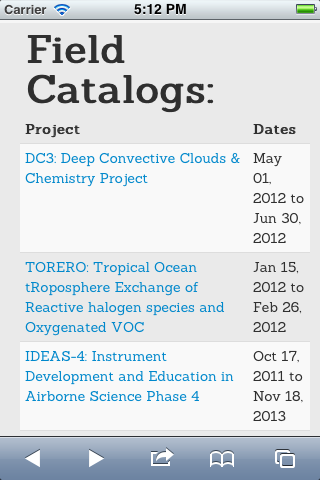 Carrier 5:12 PM
Field
Catalogs:
Project Dates
DC3: Deep Convective Clouds & May
Chemistry Project 01,
2012 to
Jun 30,
2012
TORERO: Tropical Ocean Jan 15,
tRoposphere Exchange of 2012 to
Reactive halogen species and Feb 26,
Oxygenated VOC 2012
IDEAS-4: Instrument Oct 17,
Development and Education in 2011 to
Airborne Science Phase 4 Nov 18,
2013